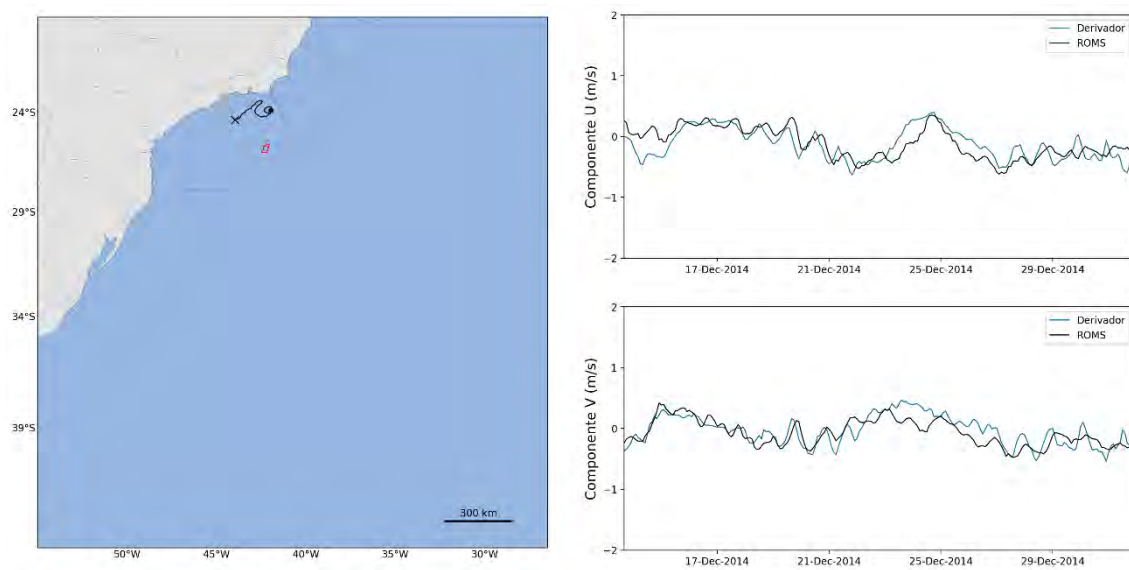 24°S
29°S
34°S
39°S
50°W
45°W
40°W
35°W
30°W
300 km
Componente U (m/s)
2
1
0
−1
−2
Derivador
ROMS
17-Dec-2014
21-Dec-2014
25-Dec-2014
29-Dec-2014
Componente V (m/s)
2
1
0
−1
−2
Derivador
ROMS
17-Dec-2014
21-Dec-2014
25-Dec-2014
29-Dec-2014